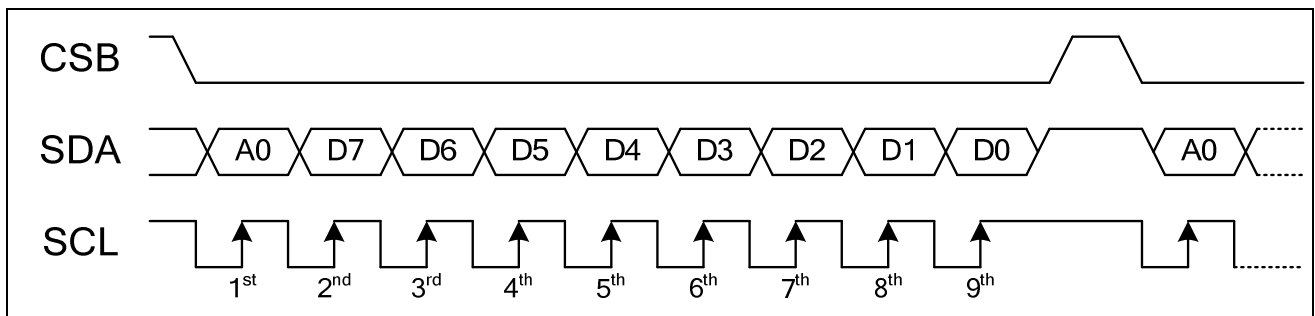 CSB
SDA A0 D7 D6 D5 D4 D3 D2 D1 D0 A0
SCL
1st 2nd 3rd 4th 5th 6th 7th 8th 9th